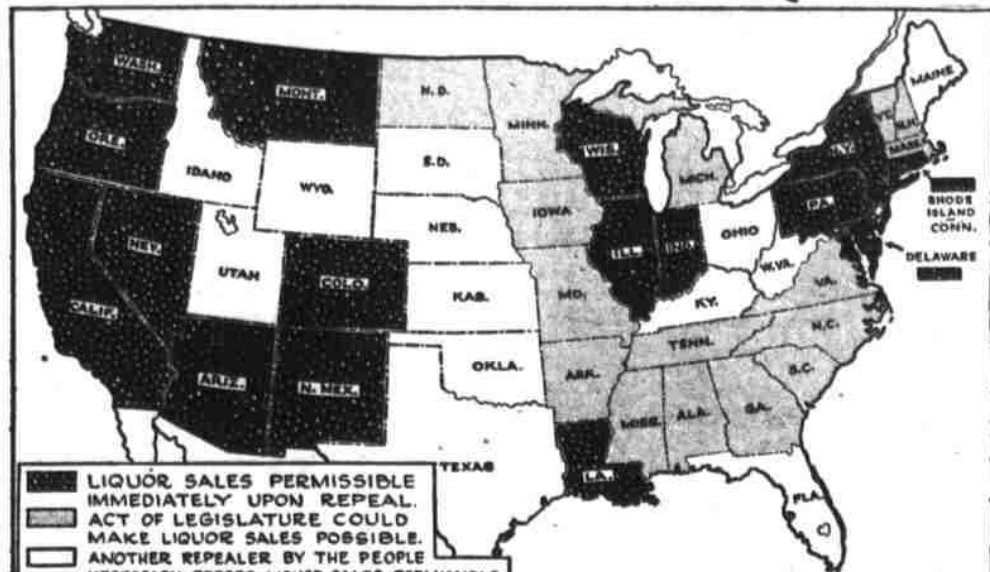 WASH.
MONT.
N.D.
MINN.
MAINE
VT.
N.H.
MASS.
ORE.
IDAHO
WYO.
S.D.
WIS.
MICH.
N.Y.
RHODE
ISLAND
CONN.
NEV.
UTAH
COLO.
NEB.
IOWA
ILL.
IND.
OHIO
PA.
DELAWARE
CALIF.
KAS.
MO.
KY.
W.VA.
VA.
ARIZ.
N. MEX.
OKLA.
ARK.
TENN.
N.C.
S.C.
TEXAS
LA.
MISS.
ALA.
GA.
FLA.
LIQUOR SALES PERMISSIBLE
IMMEDIATELY UPON REPEAL.
ACT OF LEGISLATURE COULD
MAKE LIQUOR SALES POSSIBLE.
ANOTHER REPEALER BY THE PEOPLE